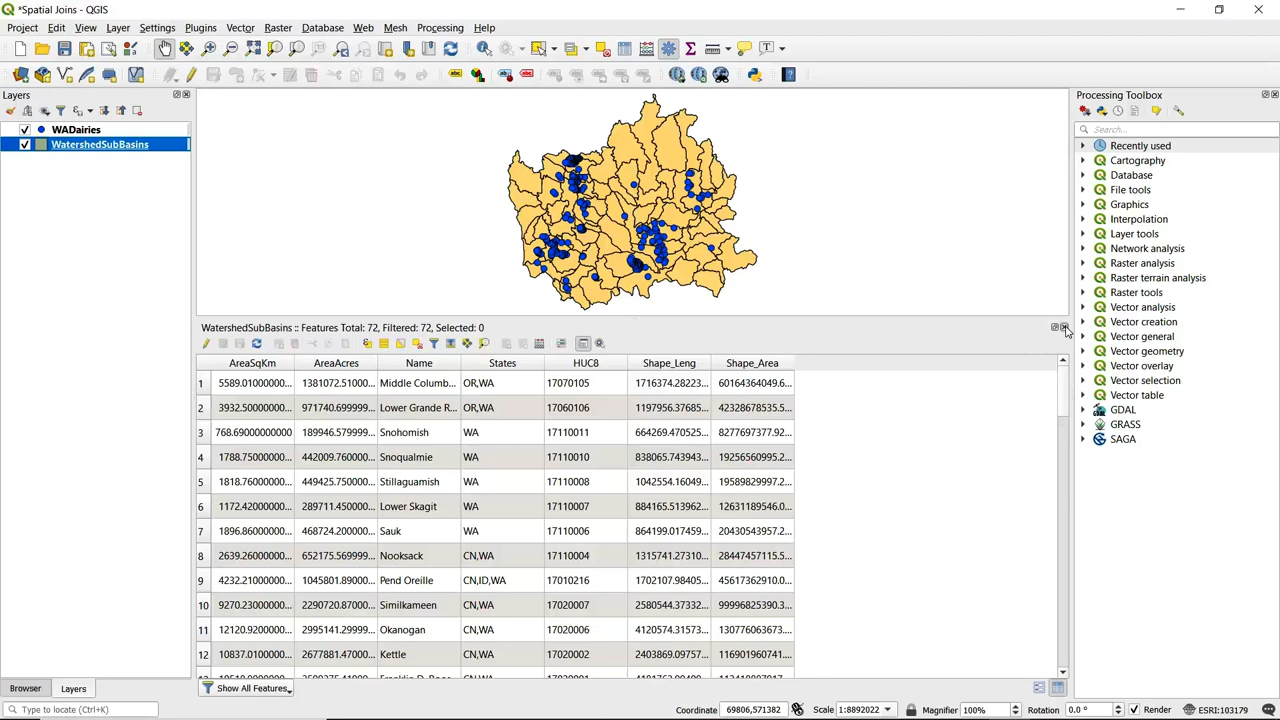 *Spatial Joins - QGIS
Project Edit View Layer Settings Plugins Vector Raster Database Web Mesh Processing Help
Layers
WADairies
WatershedSubBasins
Browser Layers
Type to locate (Ctrl+K)
WatershedSubBasins :: Features Total: 72, Filtered: 72, Selected: 0
AreaSqKm AreaAcres Name States HUC8 Shape_Leng Shape_Area
1 5589.01000000... 1381072.51000... Middle Columb... OR,WA 17070105 1716374.28223... 60164364049.6...
2 3932.50000000... 971740.699999... Lower Grande R... OR,WA 17060106 1197956.37685... 42328678535.5...
3 768.69000000000 189946.579999... Snohomish WA 17110011 664269.470525... 8277697377.92...
4 1788.75000000... 442009.760000... Snoqualmie WA 17110010 838065.743943... 19256560995.2...
5 1818.76000000... 449425.750000... Stillaguamish WA 17110008 1042554.16049... 19589829997.2...
6 1172.42000000... 289711.450000... Lower Skagit WA 17110007 884165.513962... 12631189546.0...
7 1896.86000000... 468724.200000... Sauk WA 17110006 864199.017459... 20430543957.2...
8 2639.26000000... 652175.569999... Nooksack CN,WA 17110004 1315741.27310... 28447457115.5...
9 4232.21000000... 1045801.89000... Pend Oreille CN,ID,WA 17010216 1702107.98405... 45617362910.0...
10 9270.23000000... 2290720.87000... Similkameen CN,WA 17020007 2580544.37332... 99996825390.3...
11 12120.9200000... 2995141.29999... Okanogan CN,WA 17020006 4120574.31573... 130776063673....
12 10837.0100000... 2677881.47000... Kettle CN,WA 17020002 2403869.09757... 116901960741....
Show All Features
Processing Toolbox
Search...
Recently used
Cartography
Database
File tools
Graphics
Interpolation
Layer tools
Network analysis
Raster analysis
Raster terrain analysis
Raster tools
Vector analysis
Vector creation
Vector general
Vector geometry
Vector overlay
Vector selection
Vector table
GDAL
GRASS
SAGA
Coordinate 69806,571382 Scale 1:8892022 Magnifier 100% Rotation 0.0 ° Render ESRI:103179